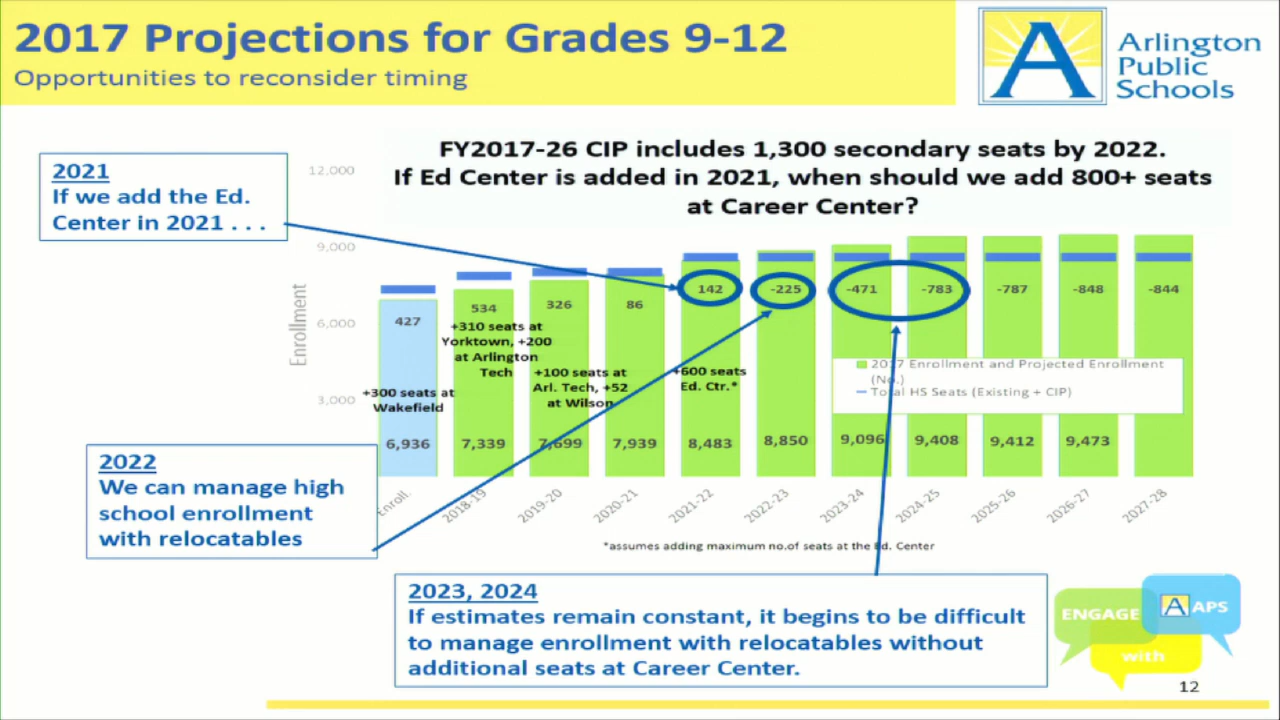 2017 Projections for Grades 9-12
Opportunities to reconsider timing
Arlington
Public
Schools
FY2017-26 CIP includes 1,300 secondary seats by 2022.
If Ed Center is added in 2021, when should we add 800+ seats
at Career Center?
2021
If we add the Ed.
Center in 2021 . . .
12,000
9,000
6,000
3,000
Enrollment
427
534
326
86
142
-225
-471
-783
-787
-848
-844
+300 seats at
Wakefield
+310 seats at
Yorktown, +200
at Arlington
Tech
+100 seats at
Arl. Tech, +52
at Wilson
+600 seats
Ed. Ctr.*
2017 Enrollment and Projected Enrollment
(No.)
Total HS Seats (Existing + CIP)
6,936
7,339
7,699
7,939
8,483
8,850
9,096
9,408
9,412
9,473
Enroll.
2018-19
2019-20
2020-21
2021-22
2022-23
2023-24
2024-25
2025-26
2026-27
2027-28
*assumes adding maximum no.of seats at the Ed. Center
2022
We can manage high
school enrollment
with relocatables
2023, 2024
If estimates remain constant, it begins to be difficult
to manage enrollment with relocatables without
additional seats at Career Center.
ENGAGE
with
A APS
12